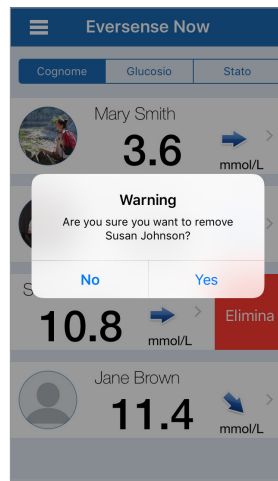 Eversense Now
Cognome Glucosio Stato
Mary Smith
3.6
mmol/L
Warning
Are you sure you want to remove
Susan Johnson?
No Yes
S
10.8
mmol/L
Elimina
Jane Brown
11.4
mmol/L